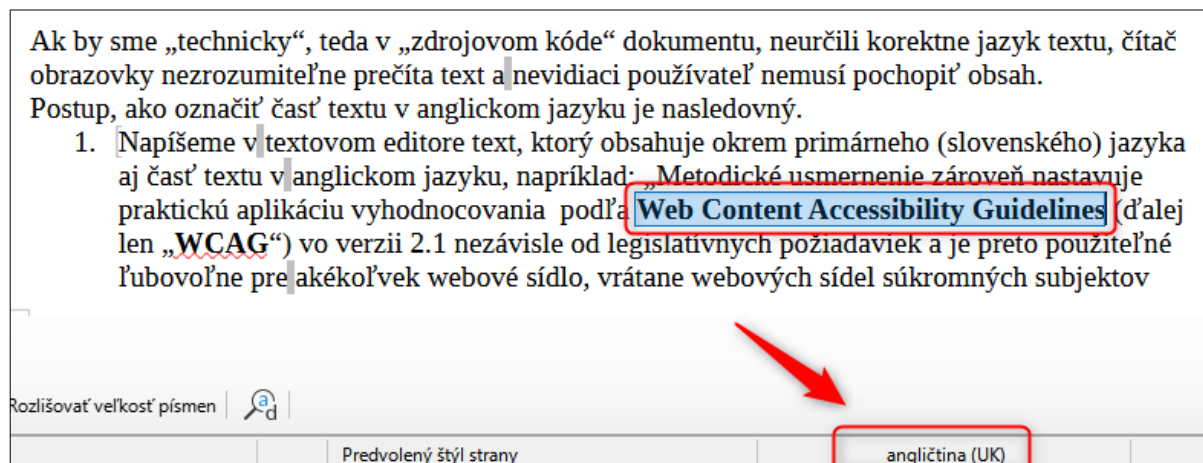 Ak by sme „technicky“, teda v „zdrojovom kóde“ dokumentu, neurčili korektne jazyk textu, čítač
obrazovky nezrozumiteľne prečíta text a nevidiaci používateľ nemusí pochopiť obsah.
Postup, ako označiť časť textu v anglickom jazyku je nasledovný.
1. Napíšeme v textovom editore text, ktorý obsahuje okrem primárneho (slovenského) jazyka
aj časť textu v anglickom jazyku, napríklad: „Metodické usmernenie zároveň nastavuje
praktickú aplikáciu vyhodnocovania  podľa Web Content Accessibility Guidelines (ďalej
len „WCAG“) vo verzii 2.1 nezávisle od legislatívnych požiadaviek a je preto použiteľné
ľubovoľne pre akékoľvek webové sídlo, vrátane webových sídel súkromných subjektov
Rozlišovať veľkosť písmen
Predvolený štýl strany angličtina (UK)